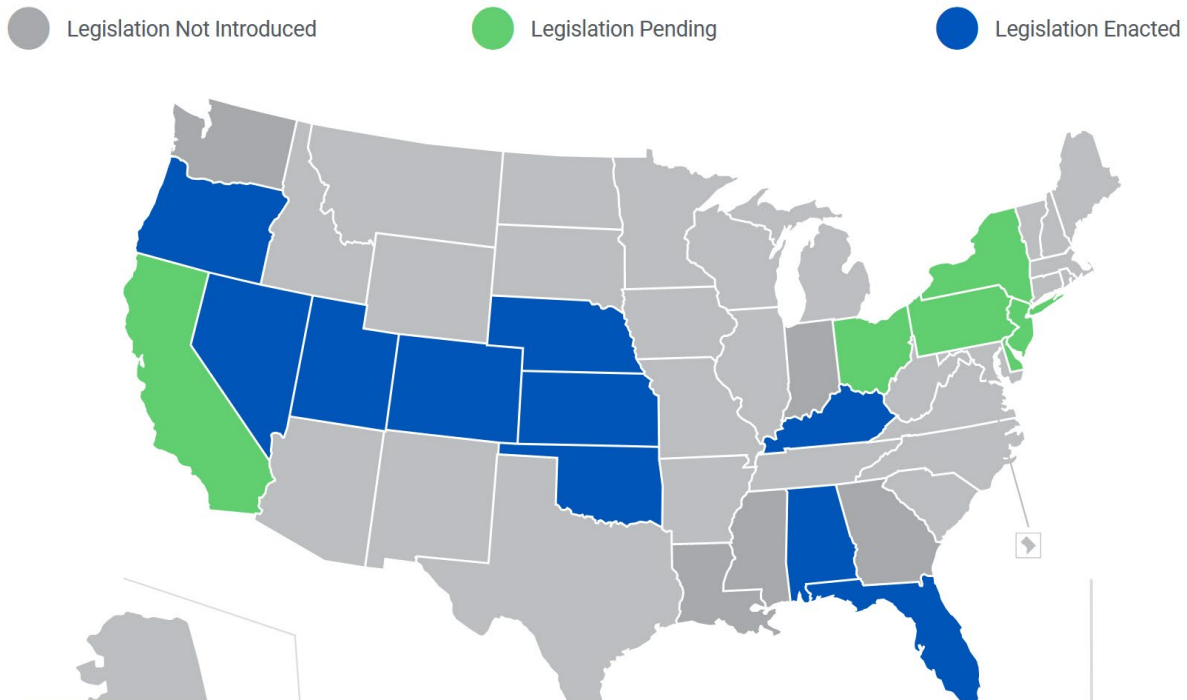 Legislation Not Introduced
Legislation Pending
Legislation Enacted